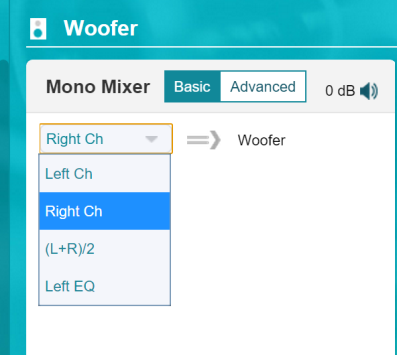 Woofer
Mono Mixer Basic Advanced 0 dB
Right Ch Woofer
Left Ch
Right Ch
(L+R)/2
Left EQ